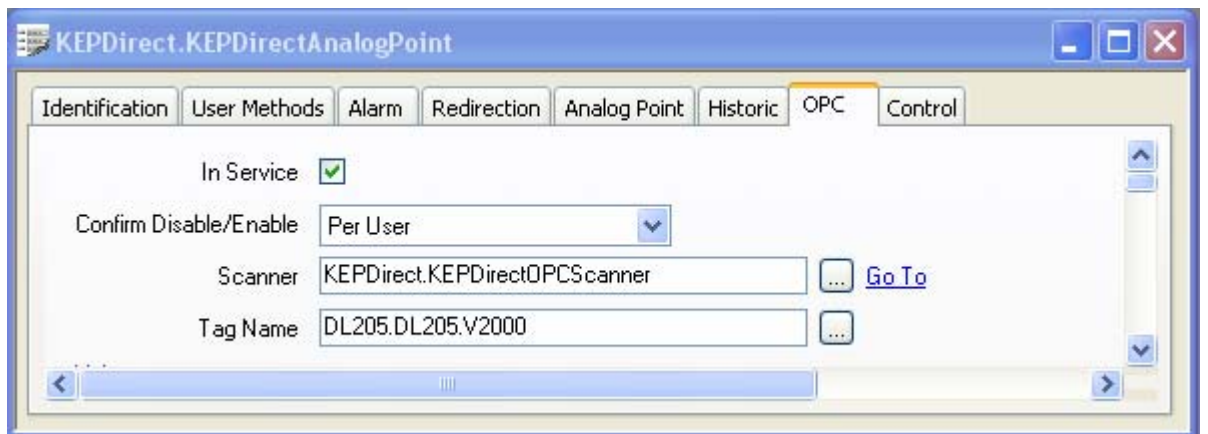 KEPDirect.KEPDirectAnalogPoint
Identification User Methods Alarm Redirection Analog Point Historic OPC Control
In Service
Confirm Disable/Enable Per User
Scanner KEPDirect.KEPDirectOPCScanner ... Go To
Tag Name DL205.DL205.V2000 ...